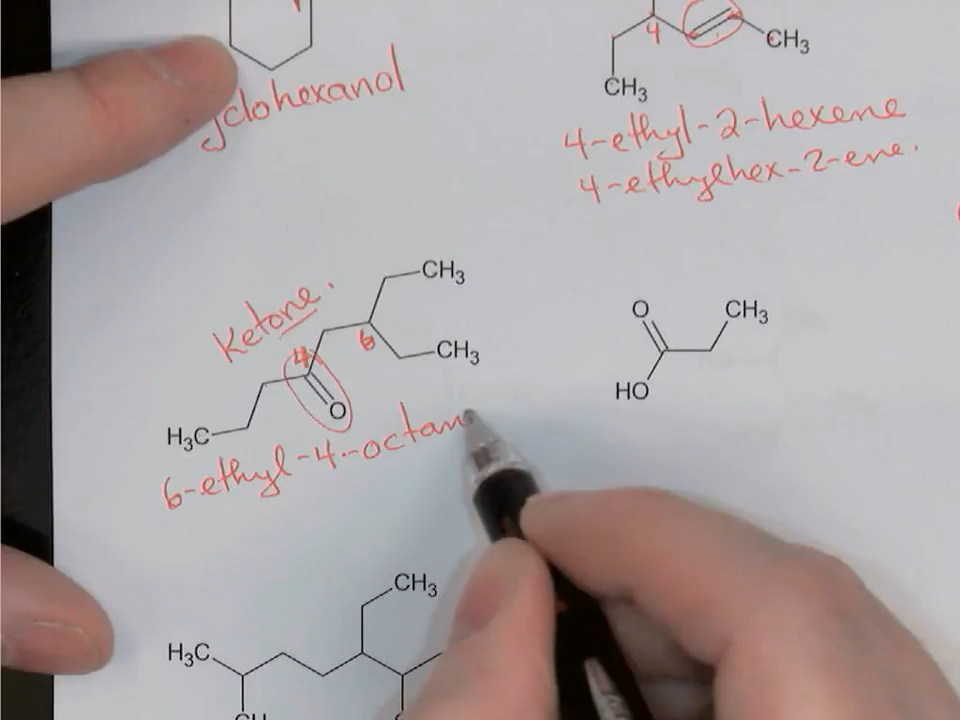 cyclohexanol
4
CH₃
CH₃
4-ethyl-2-hexene
4-ethylhex-2-ene.
Ketone.
CH₃
6
CH₃
4
O
H₃C
6-ethyl-4-octan
O
CH₃
HO
CH₃
H₃C